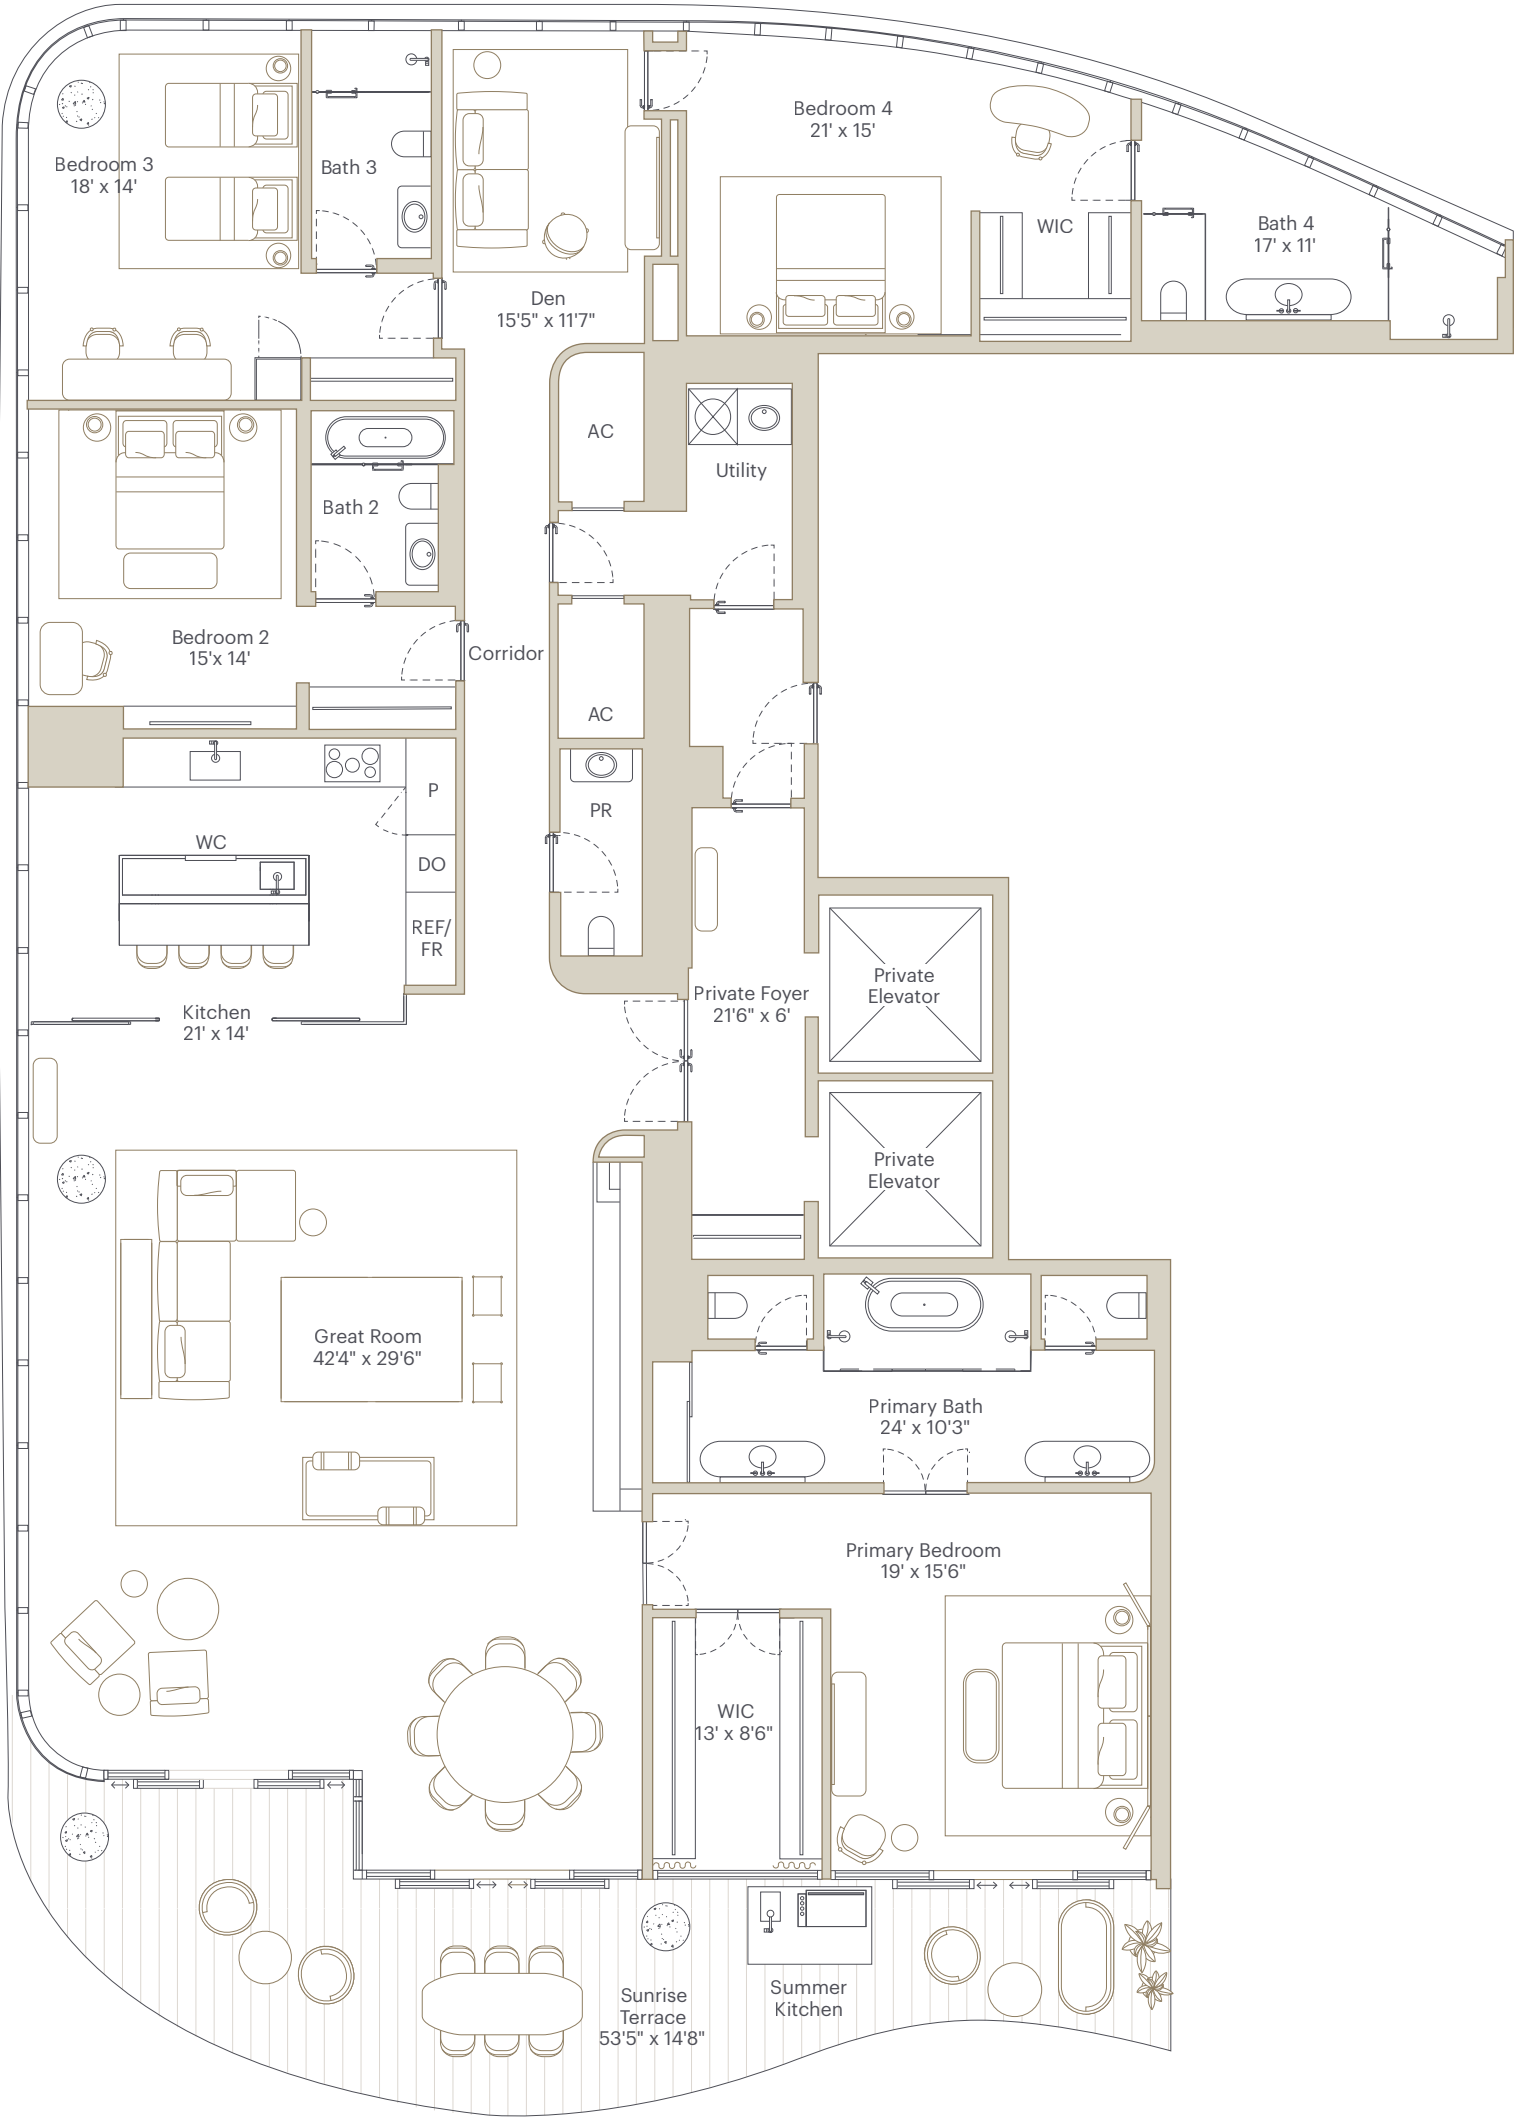 Bedroom 3
18' x 14'
Bath 3
Bedroom 4
21' x 15'
WIC
Bath 4
17' x 11'
Den
15'5" x 11'7"
AC
Utility
Bath 2
Bedroom 2
15'x 14'
Corridor
AC
P
PR
WC
DO
REF/
FR
Kitchen
21' x 14'
Private Foyer
21'6" x 6'
Private
Elevator
Private
Elevator
Great Room
42'4" x 29'6"
Primary Bath
24' x 10'3"
Primary Bedroom
19' x 15'6"
WIC
13' x 8'6"
Sunrise
Terrace
53'5" x 14'8"
Summer
Kitchen